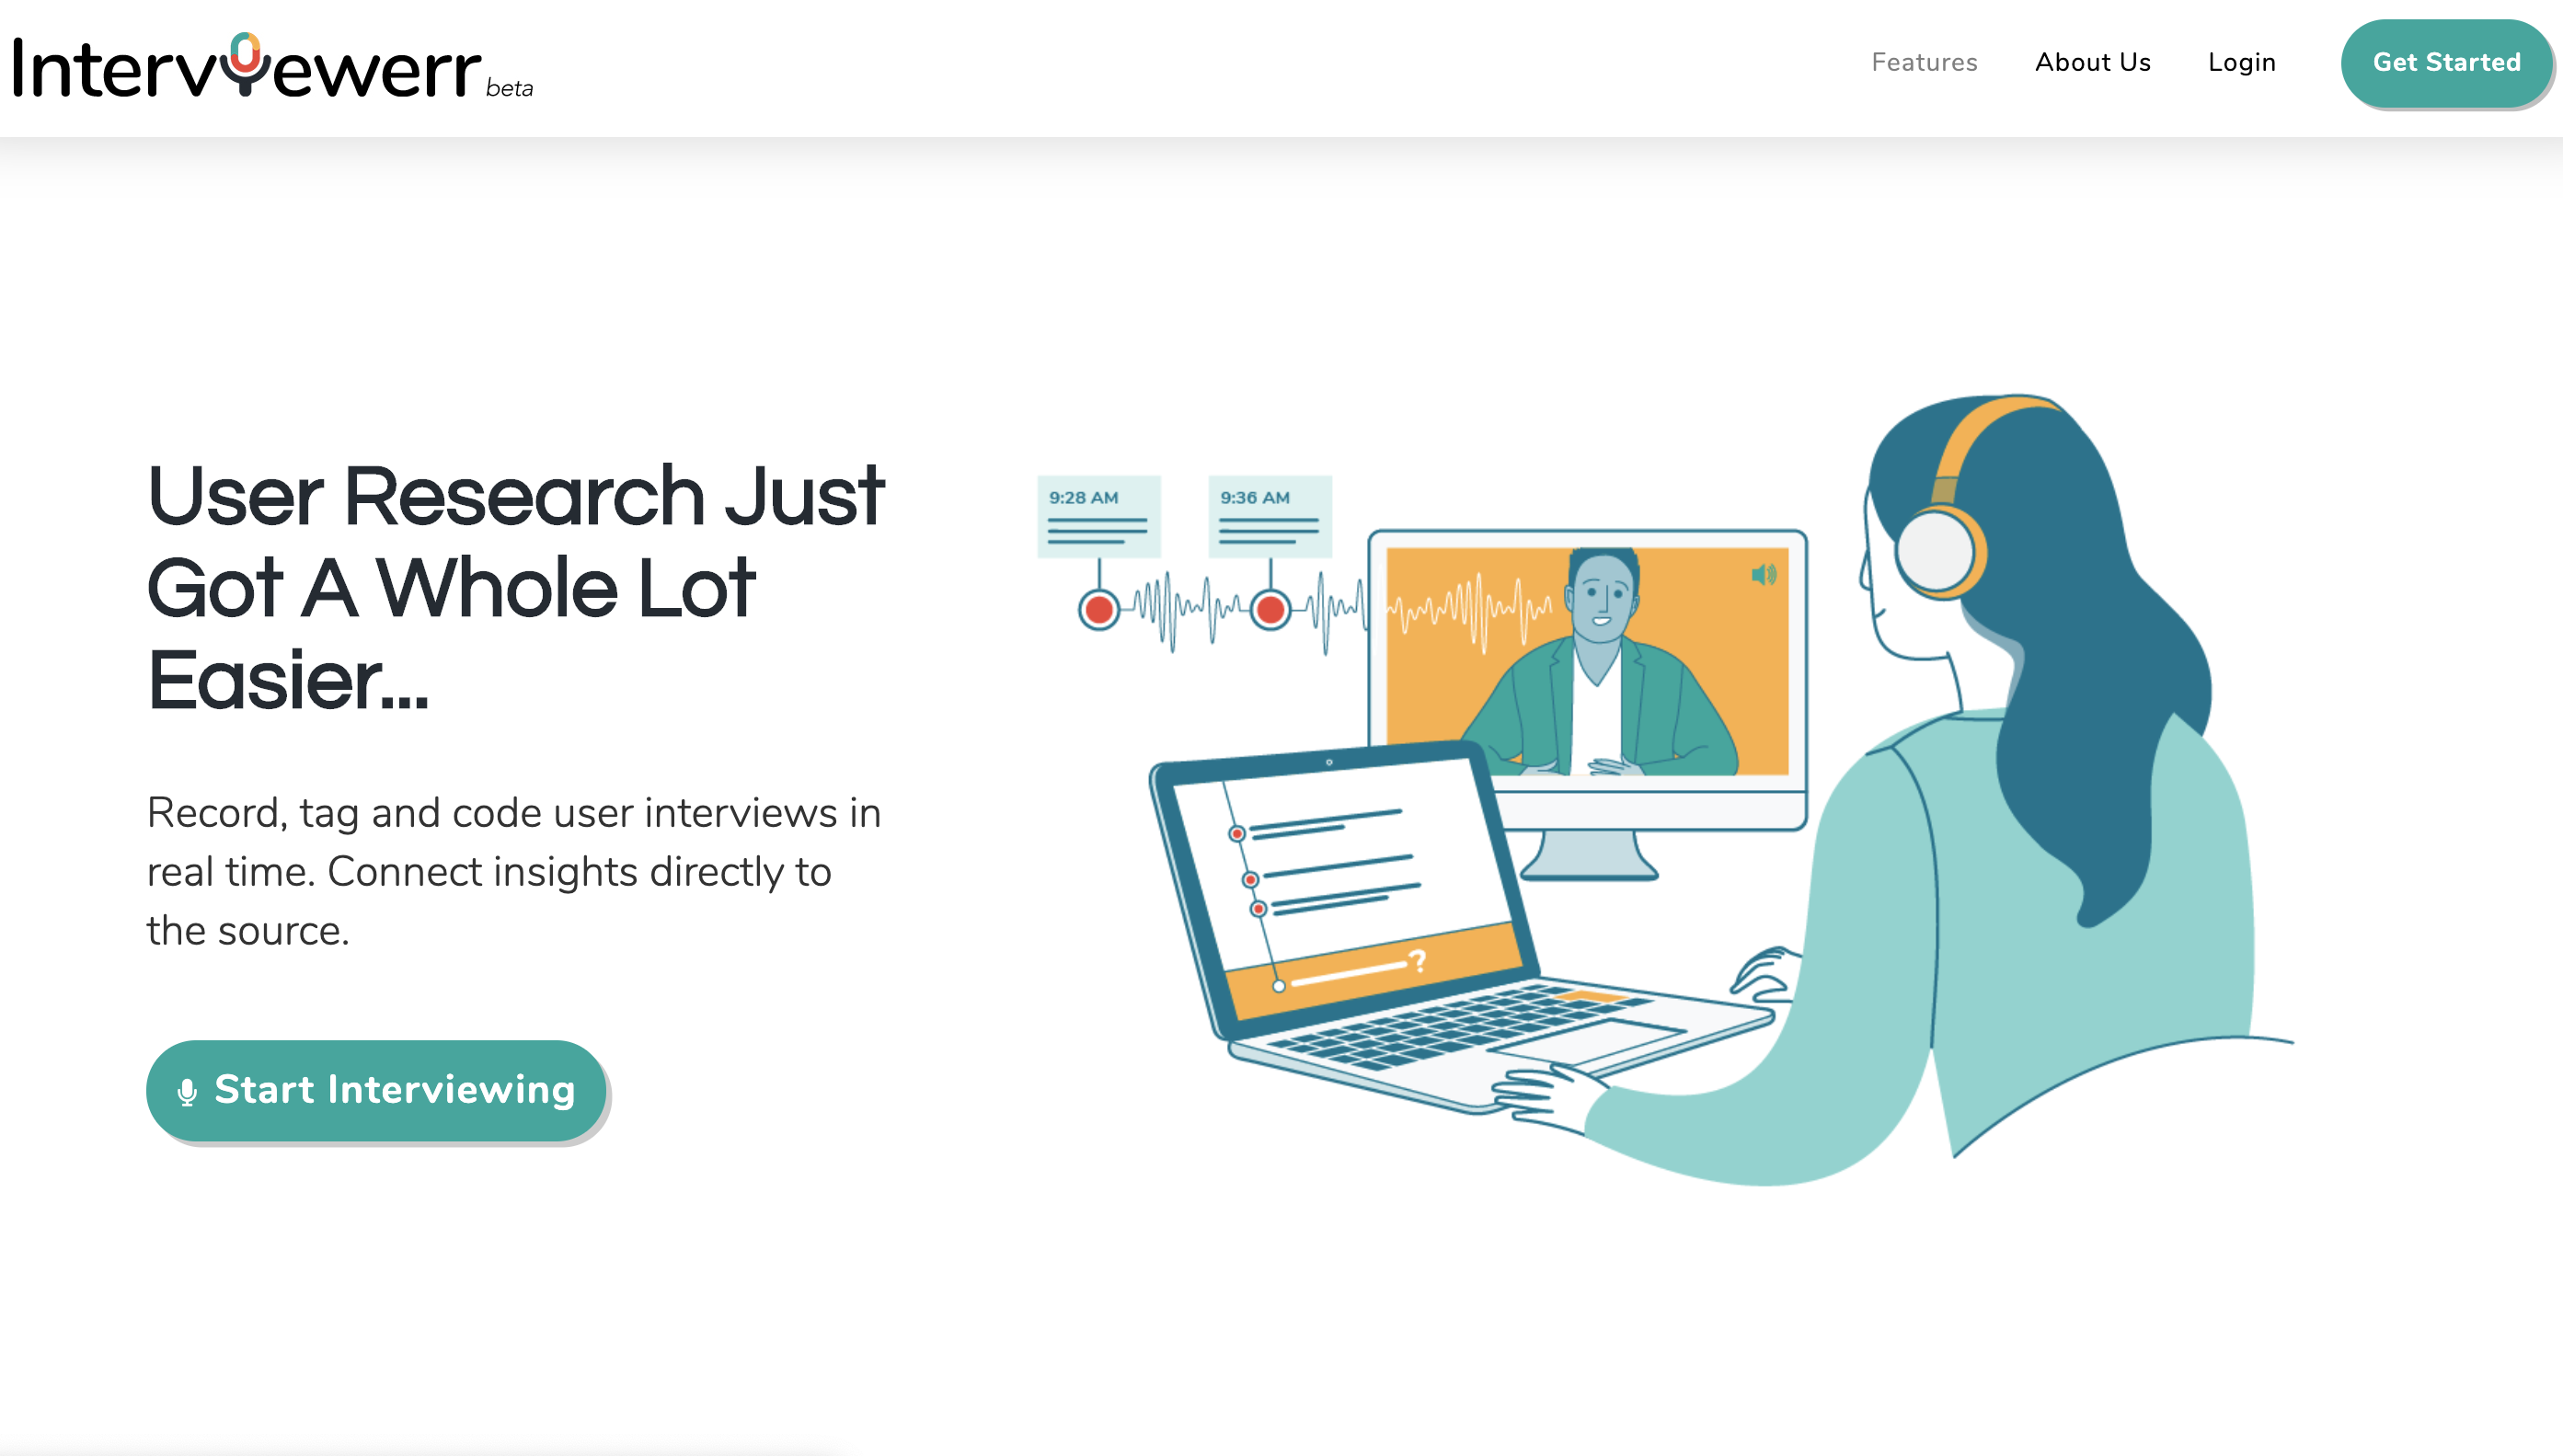 Interviewerr beta
Features
About Us
Login
Get Started
User Research Just
Got A Whole Lot
Easier...
Record, tag and code user interviews in
real time. Connect insights directly to
the source.
Start Interviewing
9:28 AM
9:36 AM
?